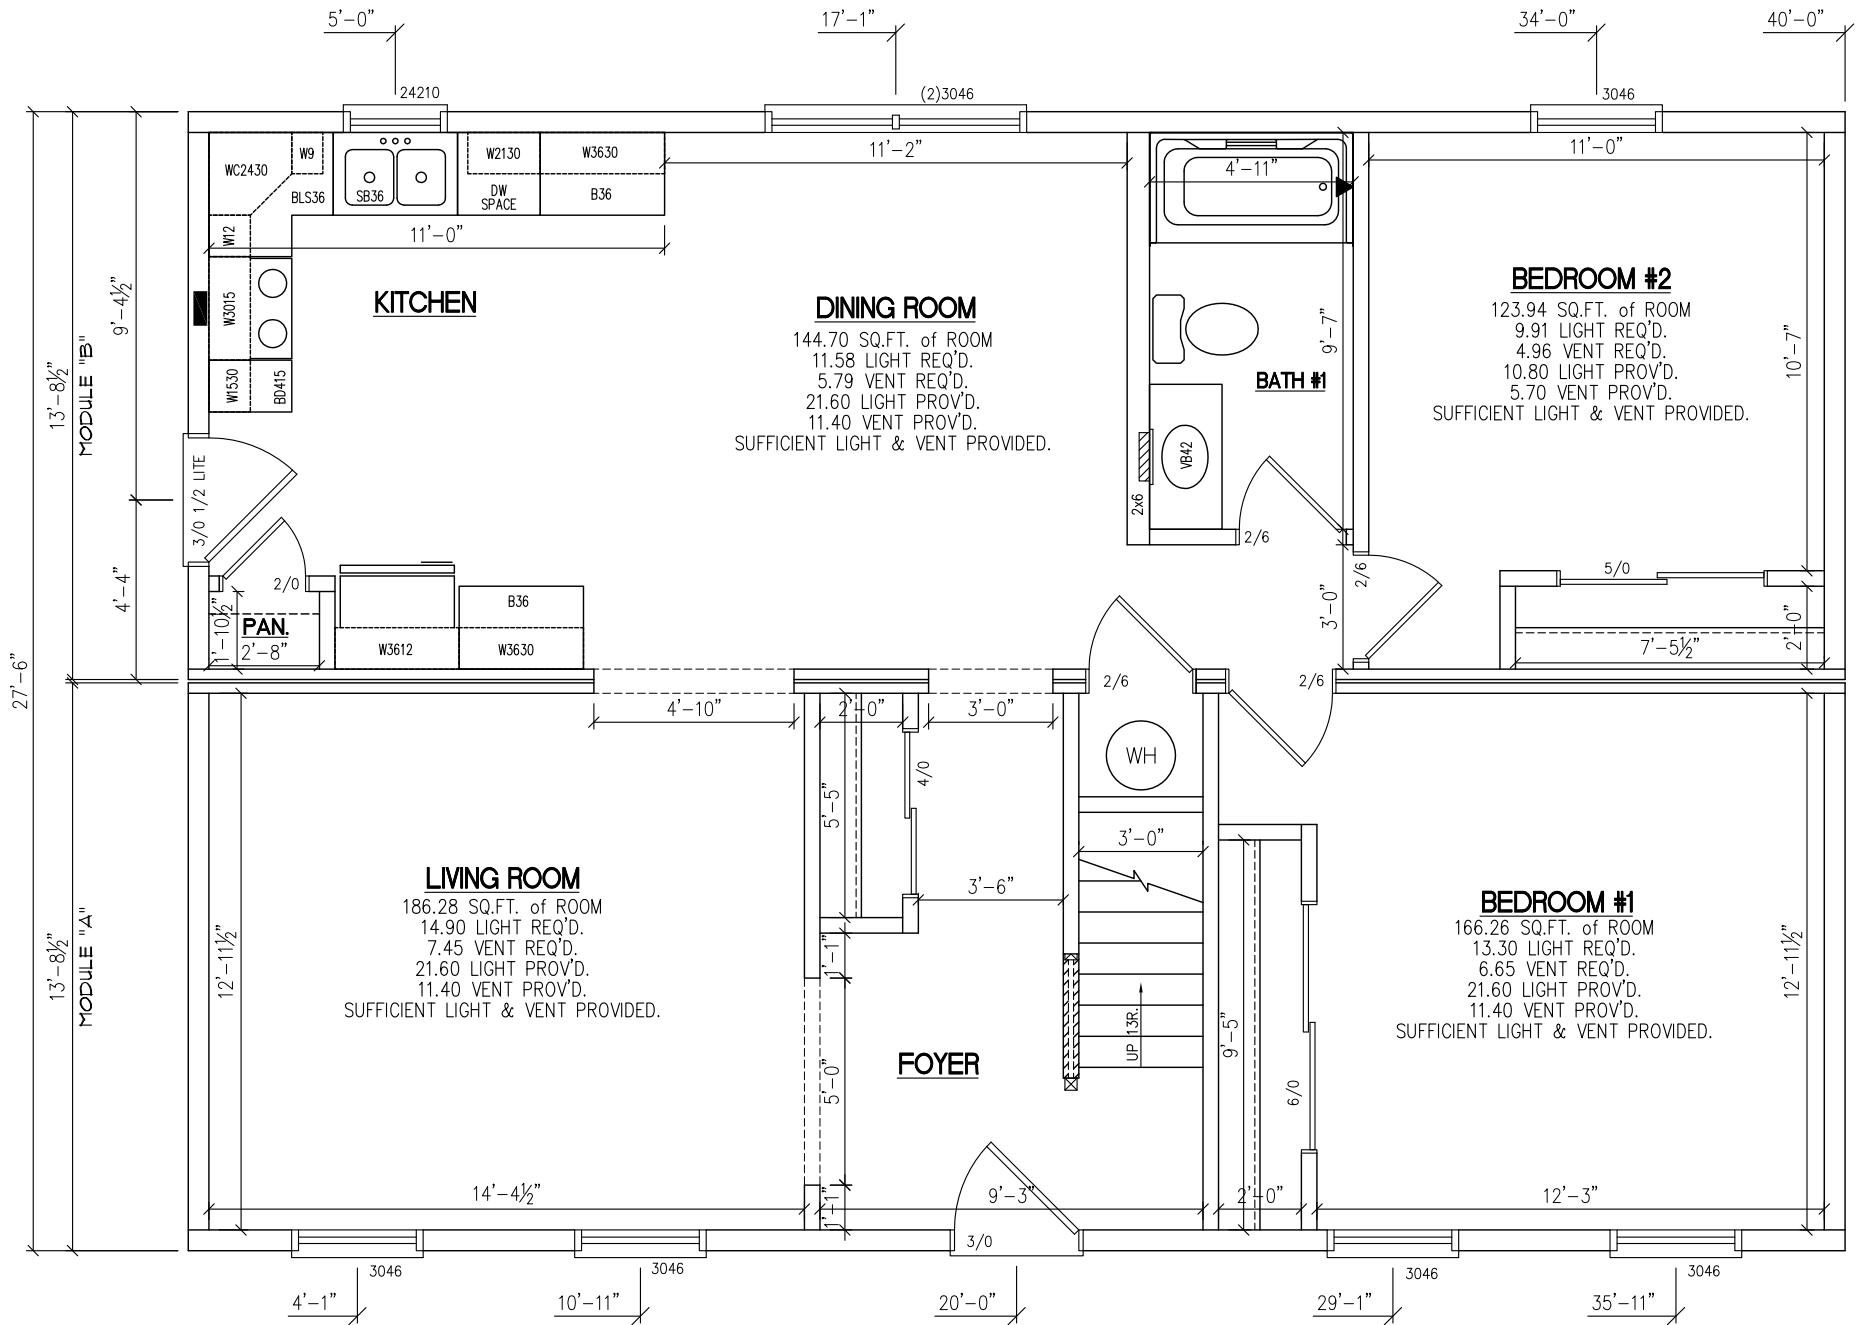 5'-0"
17'-1"
34'-0"
40'-0"
24210
(2)3046
3046
WC2430
W9
BLS36
SB36
W2130
DW
SPACE
W3630
B36
11'-2"
4'-11"
11'-0"
W12
11'-0"
W3015
W1530
BD415
KITCHEN
DINING ROOM
144.70 SQ.FT. of ROOM
11.58 LIGHT REQ'D.
5.79 VENT REQ'D.
21.60 LIGHT PROV'D.
11.40 VENT PROV'D.
SUFFICIENT LIGHT & VENT PROVIDED.
9'-7"
BATH #1
VB42
2x6
2/6
BEDROOM #2
123.94 SQ.FT. of ROOM
9.91 LIGHT REQ'D.
4.96 VENT REQ'D.
10.80 LIGHT PROV'D.
5.70 VENT PROV'D.
SUFFICIENT LIGHT & VENT PROVIDED.
10'-7"
9'-4½"
13'-8½"
MODULE "B"
27'-6"
4'-4"
3/0 1/2 LITE
2/0
PAN.
1'-10½"
2'-8"
B36
W3612
W3630
3'-0"
2/6
5/0
7'-5½"
2'-0"
2/6
2/6
4'-10"
2'-0"
3'-0"
WH
4/0
5'-5"
3'-0"
3'-6"
LIVING ROOM
186.28 SQ.FT. of ROOM
14.90 LIGHT REQ'D.
7.45 VENT REQ'D.
21.60 LIGHT PROV'D.
11.40 VENT PROV'D.
SUFFICIENT LIGHT & VENT PROVIDED.
13'-8½"
MODULE "A"
12'-11½"
1'-1"
5'-0"
1'-1"
FOYER
UP 13R.
9'-5"
6/0
BEDROOM #1
166.26 SQ.FT. of ROOM
13.30 LIGHT REQ'D.
6.65 VENT REQ'D.
21.60 LIGHT PROV'D.
11.40 VENT PROV'D.
SUFFICIENT LIGHT & VENT PROVIDED.
12'-11½"
14'-4½"
9'-3"
2'-0"
12'-3"
3/0
3046
3046
3046
3046
4'-1"
10'-11"
20'-0"
29'-1"
35'-11"